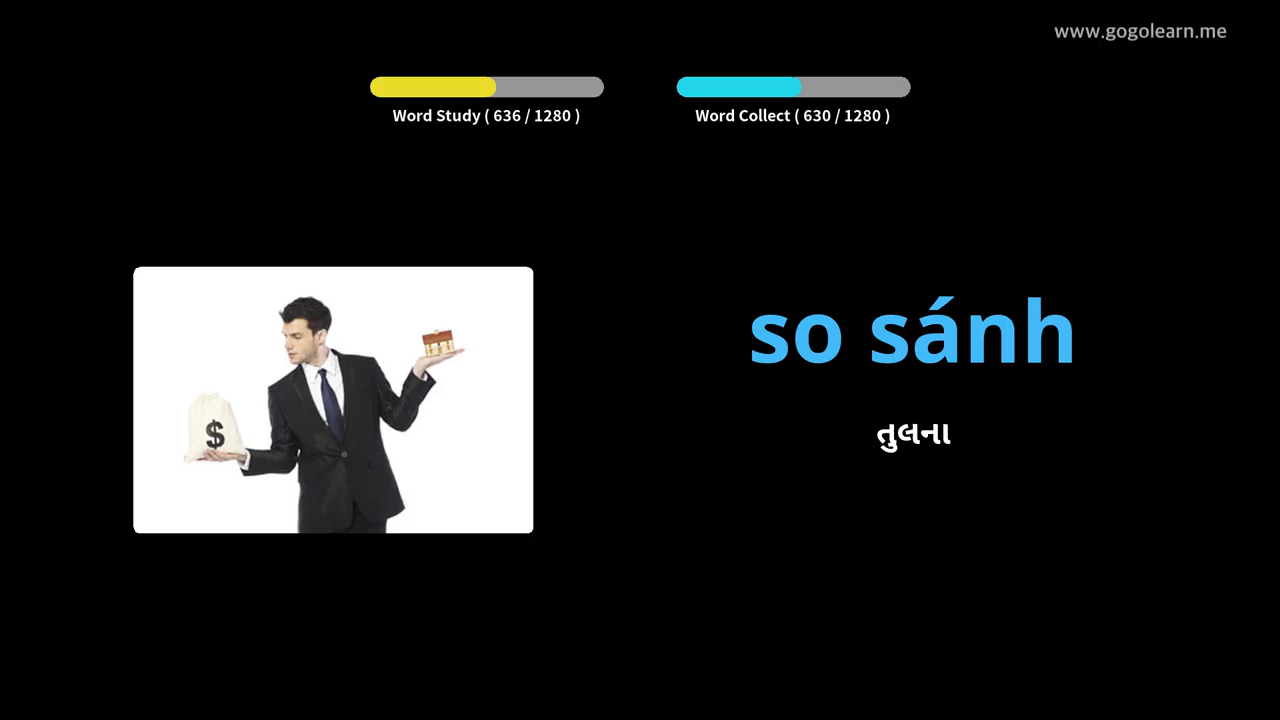 www.gogolearn.me
Word Study ( 636 / 1280 )
Word Collect ( 630 / 1280 )
$
so sánh
તુલના